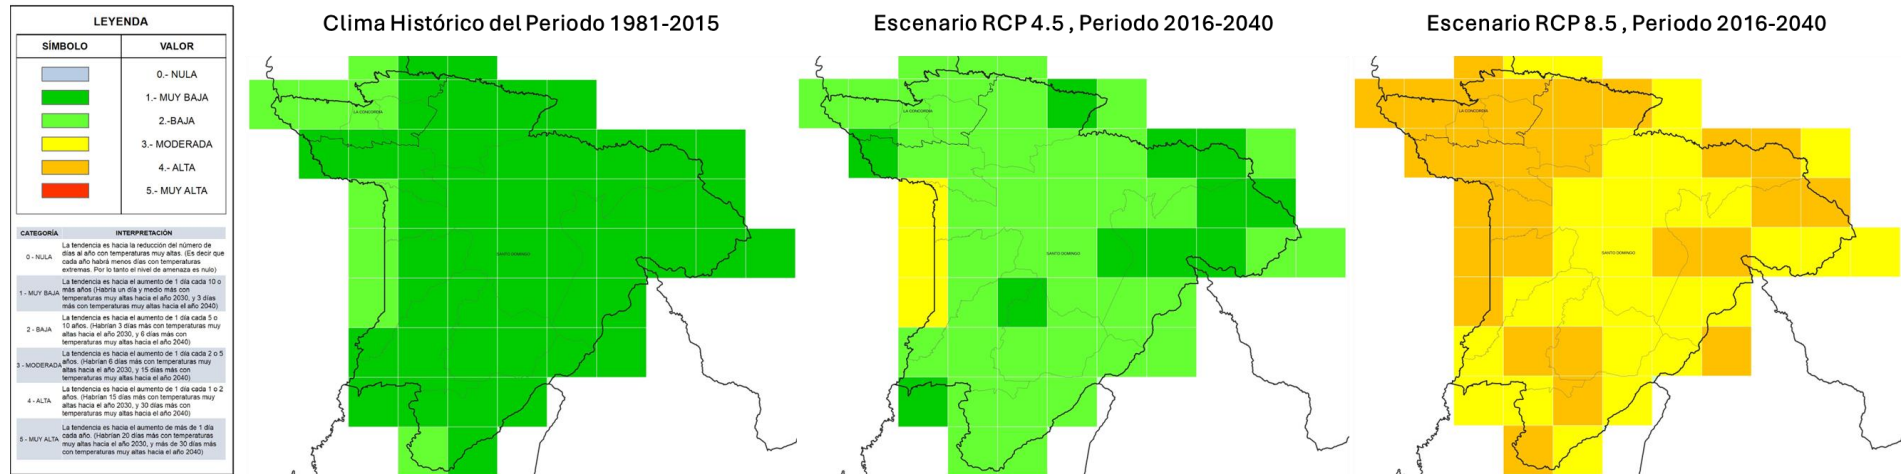 LEYENDA
SÍMBOLO VALOR
0.- NULA
1.- MUY BAJA
2.-BAJA
3.- MODERADA
4.- ALTA
5.- MUY ALTA
CATEGORÍA INTERPRETACIÓN
0 - NULA
La tendencia es hacia la reducción del número de
días al año con temperaturas muy altas. (Es decir que
cada año habrá menos días con temperaturas
extremas. Por lo tanto el nivel de amenaza es nulo)
1 - MUY BAJA
La tendencia es hacia el aumento de 1 día cada 10 o
más años (Habría un día y medio más con
temperaturas muy altas hacia el año 2030, y 3 días
más con temperaturas muy altas hacia el año 2040)
2 - BAJA
La tendencia es hacia el aumento de 1 día cada 5 o
10 años. (Habrían 3 días más con temperaturas muy
altas hacia el año 2030, y 6 días más con
temperaturas muy altas hacia el año 2040)
3 - MODERADA
La tendencia es hacia el aumento de 1 día cada 2 o 5
años. (Habrían 6 días más con temperaturas muy
altas hacia el año 2030, y 15 días más con
temperaturas muy altas hacia el año 2040)
4 - ALTA
La tendencia es hacia el aumento de 1 día cada 1 o 2
años. (Habrían 15 días más con temperaturas muy
altas hacia el año 2030, y 30 días más con
temperaturas muy altas hacia el año 2040)
5 - MUY ALTA
La tendencia es hacia el aumento de más de 1 día
cada año. (Habrían 20 días más con temperaturas
muy altas hacia el año 2030, y más de 30 días más
con temperaturas muy altas hacia el año 2040)
Clima Histórico del Periodo 1981-2015
LA CONCORDIA
SANTO DOMINGO
Escenario RCP 4.5 , Periodo 2016-2040
LA CONCORDIA
SANTO DOMINGO
Escenario RCP 8.5 , Periodo 2016-2040
LA CONCORDIA
SANTO DOMINGO